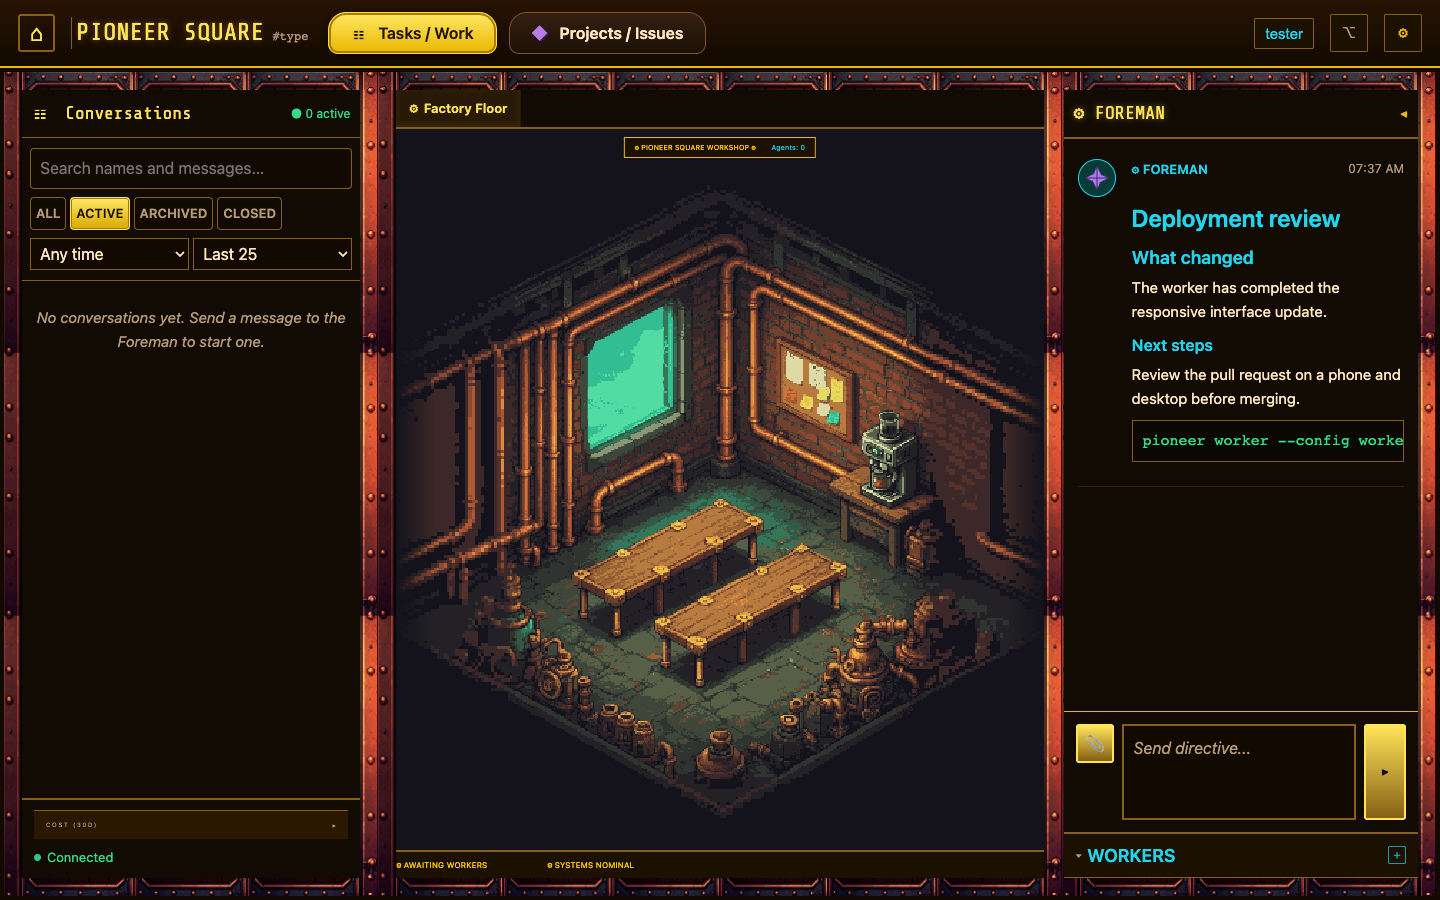 PIONEER SQUARE #type
Tasks / Work
Projects / Issues
tester
Conversations
0 active
Search names and messages...
ALL
ACTIVE
ARCHIVED
CLOSED
Any time
Last 25
No conversations yet. Send a message to the
Foreman to start one.
COST (30D)
Connected
Factory Floor
PIONEER SQUARE WORKSHOP
Agents: 0
AWAITING WORKERS
SYSTEMS NOMINAL
FOREMAN
FOREMAN
07:37 AM
Deployment review
What changed
The worker has completed the
responsive interface update.
Next steps
Review the pull request on a phone and
desktop before merging.
pioneer worker --config worke
Send directive...
WORKERS
+